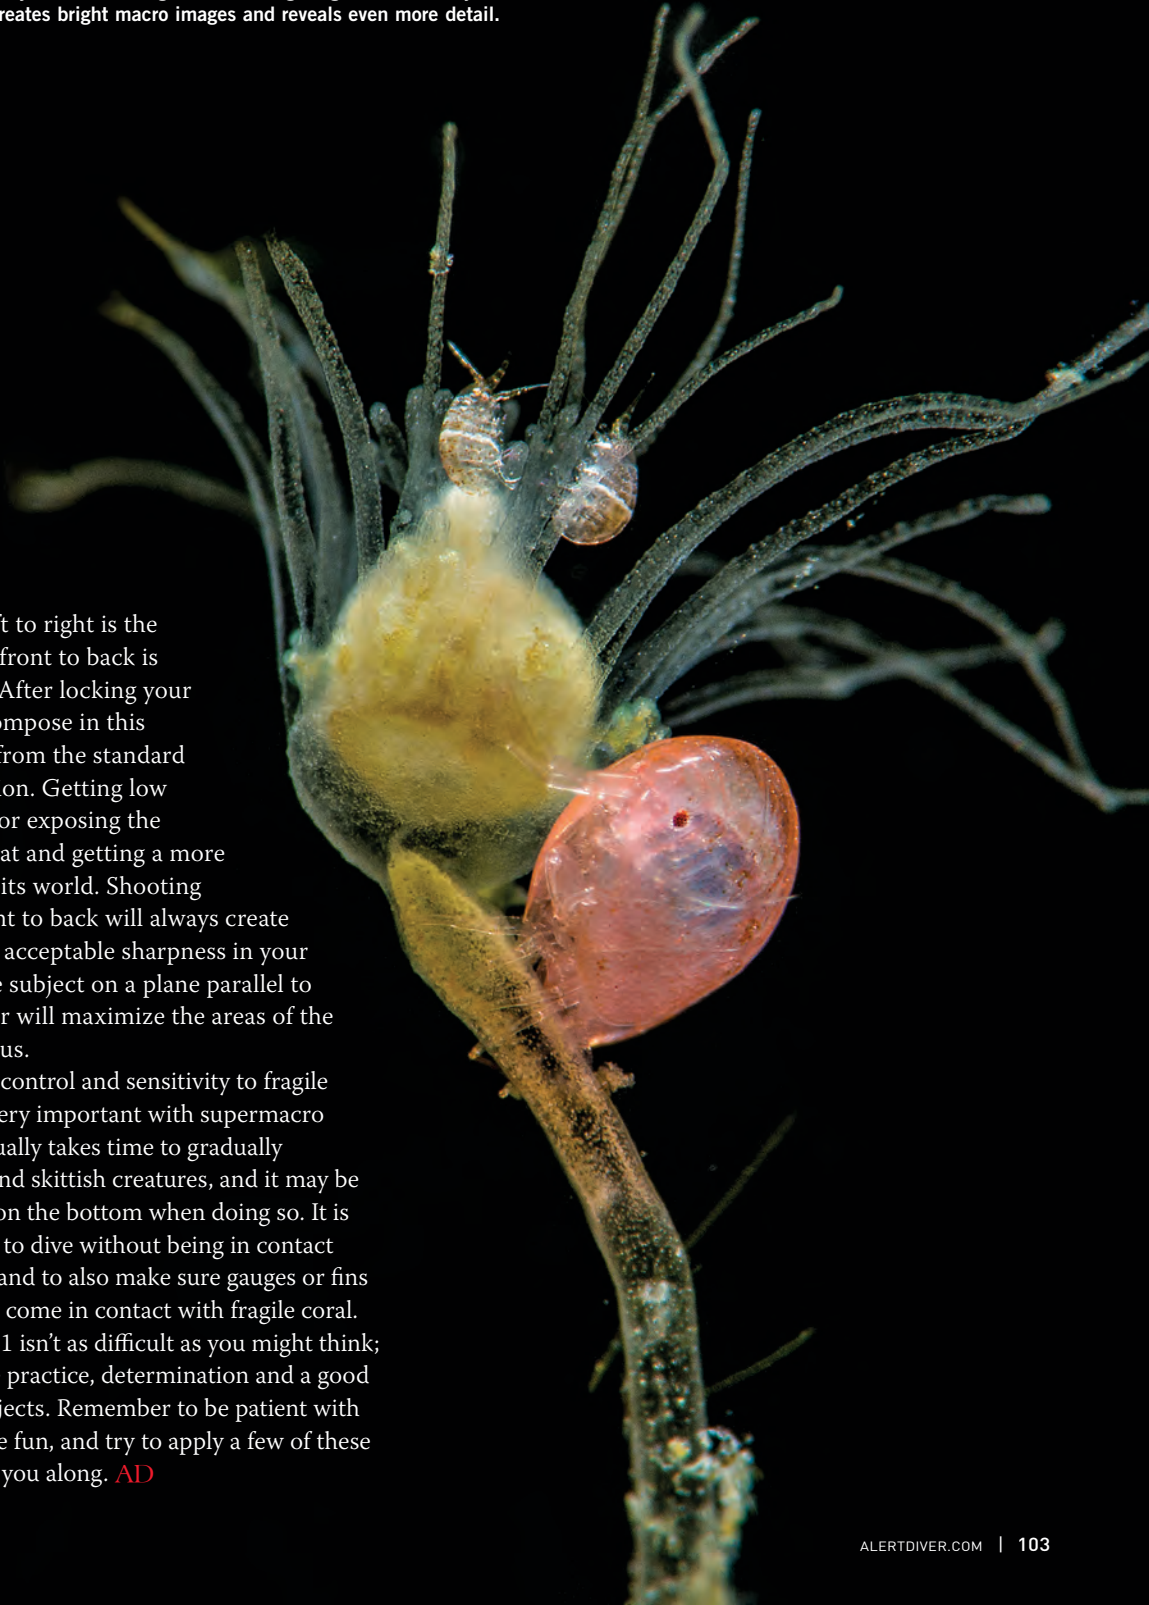 reates bright macro images and reveals even more detail.
t to right is the
front to back is
After locking your
ompose in this
from the standard
ion. Getting low
or exposing the
at and getting a more
its world. Shooting
nt to back will always create
acceptable sharpness in your
e subject on a plane parallel to
r will maximize the areas of the
us.
control and sensitivity to fragile
ery important with supermacro
ually takes time to gradually
nd skittish creatures, and it may be
on the bottom when doing so. It is
to dive without being in contact
and to also make sure gauges or fins
come in contact with fragile coral.
1 isn't as difficult as you might think;
practice, determination and a good
jects. Remember to be patient with
e fun, and try to apply a few of these
you along. AD
ALERTDIVER.COM | 103